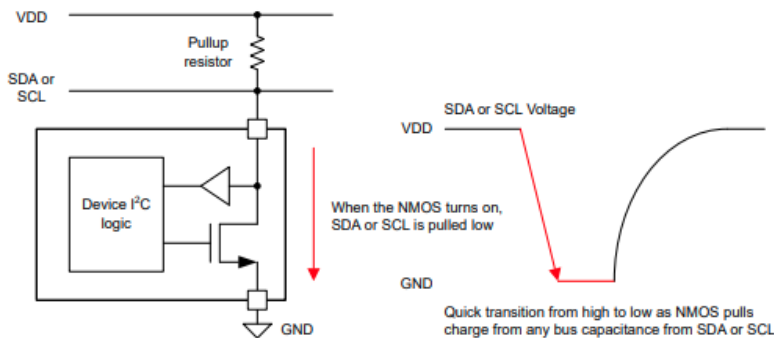 VDD
Pullup
resistor
SDA or
SCL
Device I²C
logic
When the NMOS turns on,
SDA or SCL is pulled low
GND
SDA or SCL Voltage
VDD
GND
Quick transition from high to low as NMOS pulls
charge from any bus capacitance from SDA or SCL